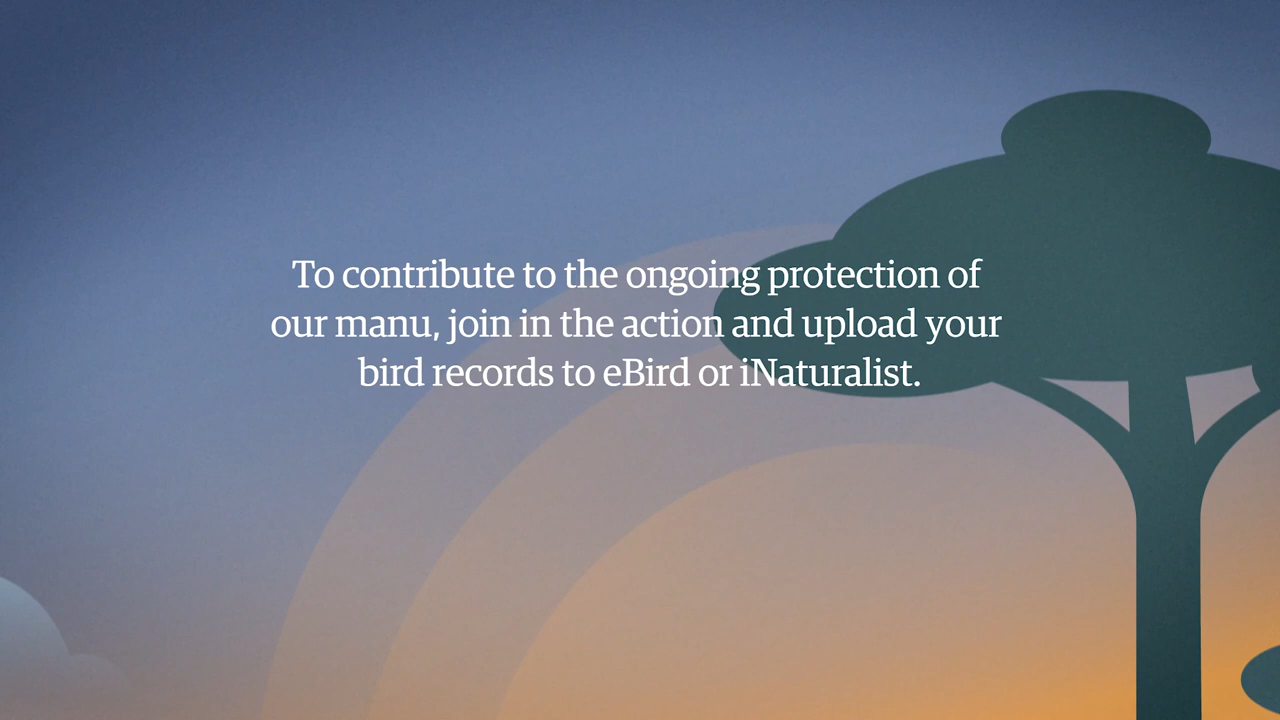 To contribute to the ongoing protection of
our manu, join in the action and upload your
bird records to eBird or iNaturalist.